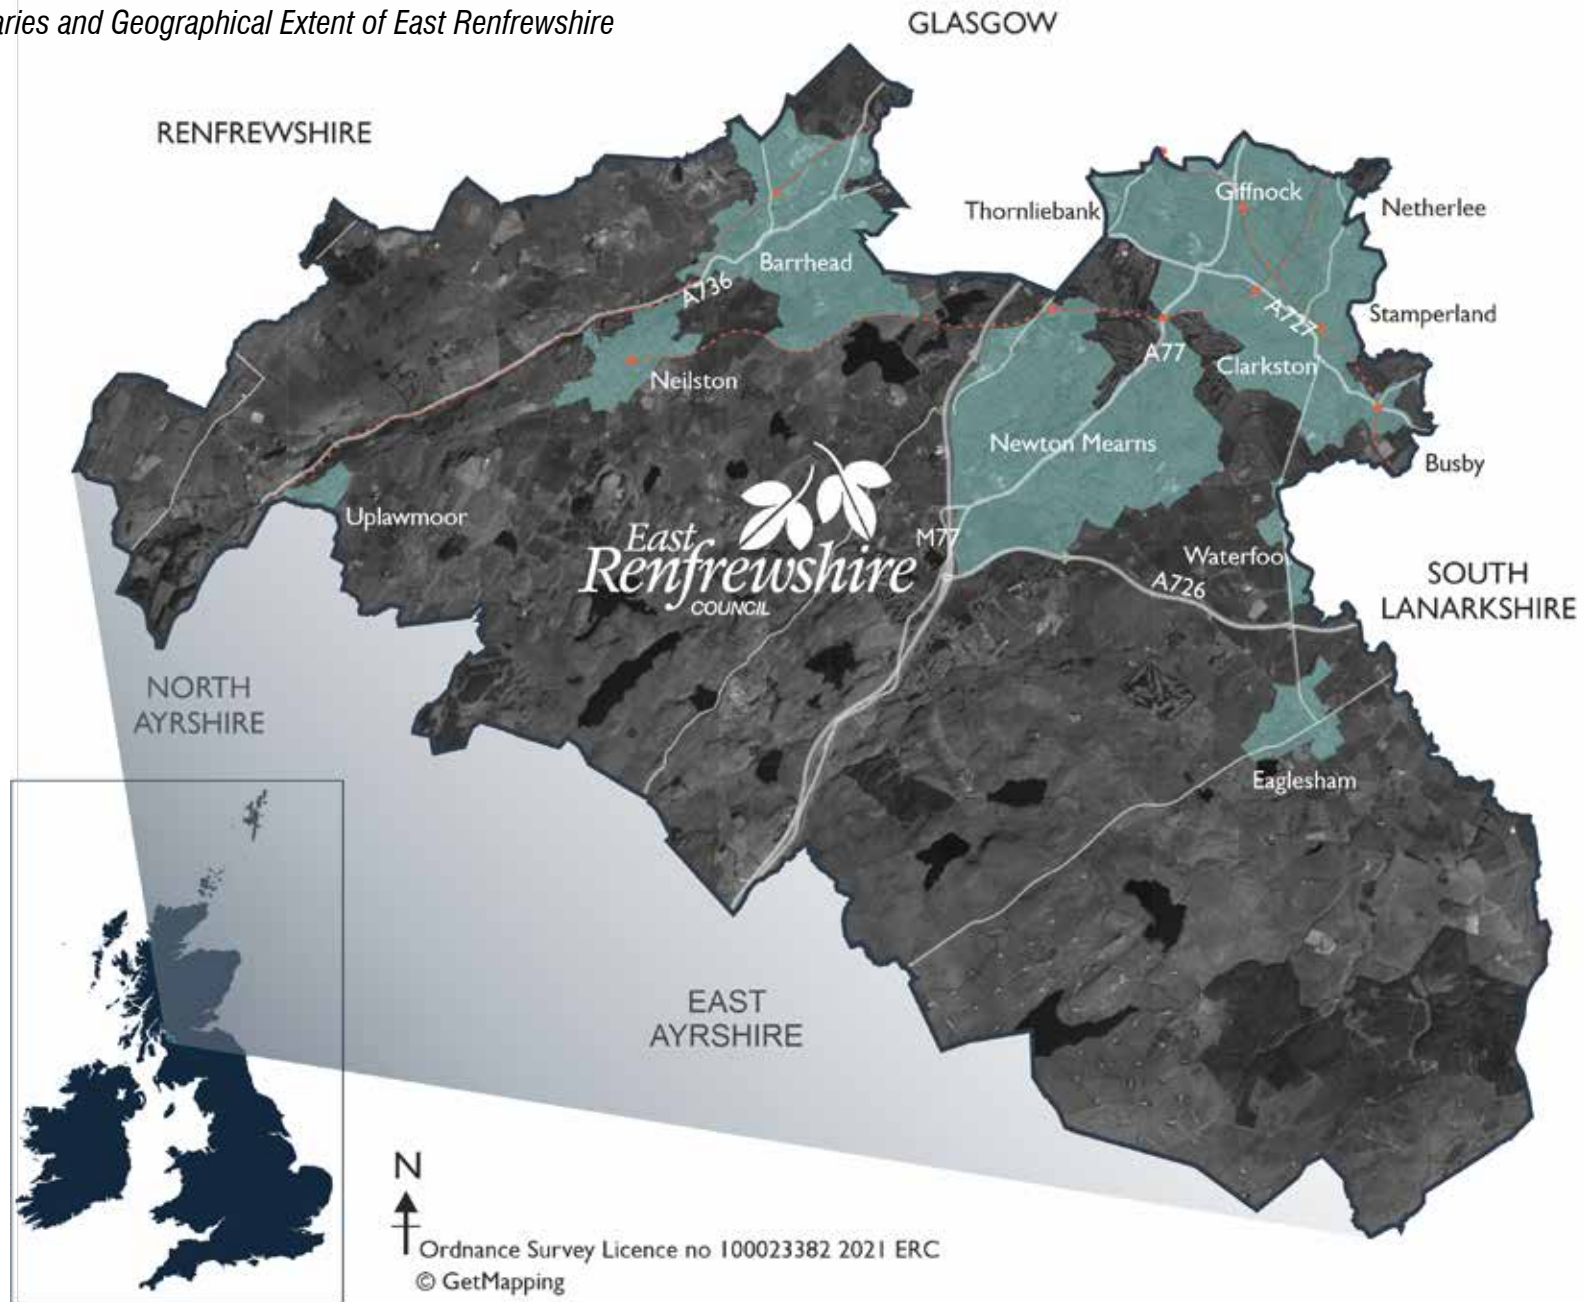 aries and Geographical Extent of East Renfrewshire
GLASGOW
RENFREWSHIRE
Thornliebank
Giffnock
Netherlee
Barrhead
A736
A727
Stamperland
A77
Clarkston
Neilston
Newton Mearns
Busby
Uplawmoor
East
Renfrewshire
COUNCIL
M77
Waterfoo
A726
SOUTH
LANARKSHIRE
NORTH
AYRSHIRE
Eaglesham
EAST
AYRSHIRE
N
Ordnance Survey Licence no 100023382 2021 ERC
© GetMapping